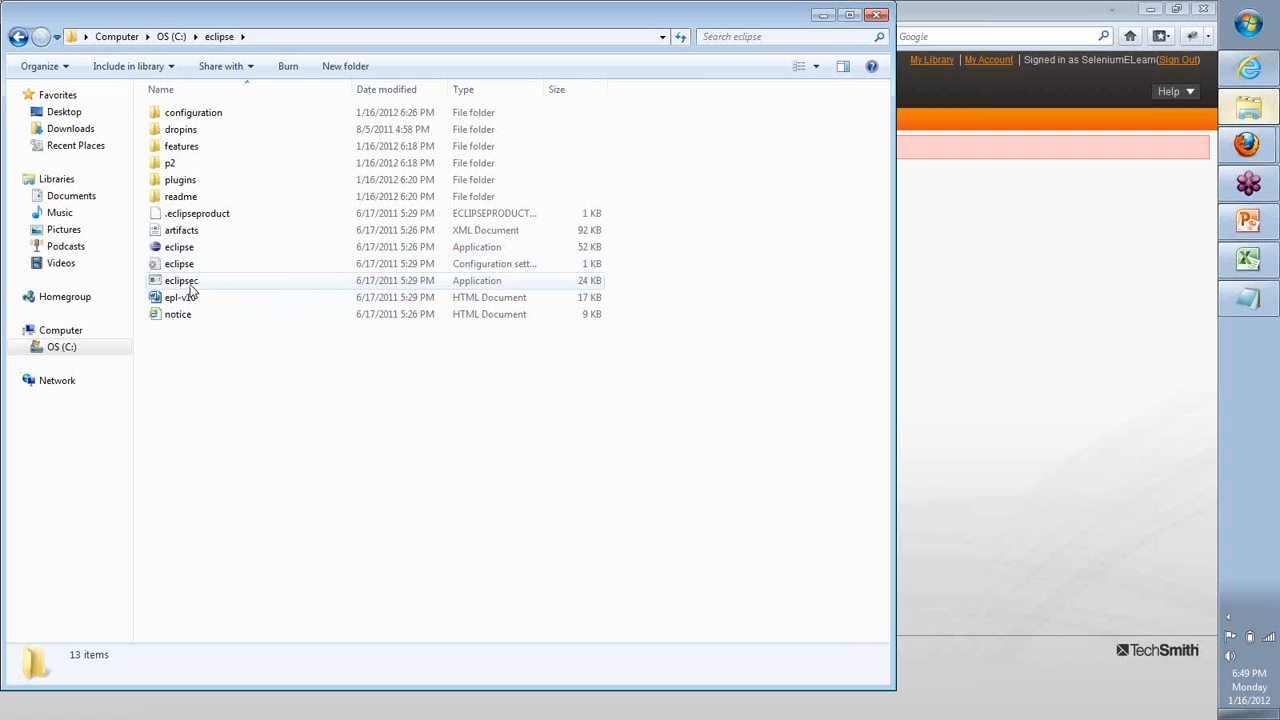 Computer OS (C:) eclipse
Search eclipse
Google
Organize Include in library Share with Burn New folder
My Library | My Account | Signed in as SeleniumELearn(Sign Out)
Help
Name Date modified Type Size
Favorites
Desktop
Downloads
Recent Places
Libraries
Documents
Music
Pictures
Podcasts
Videos
Homegroup
Computer
OS (C:)
Network
configuration 1/16/2012 6:26 PM File folder
dropins 8/5/2011 4:58 PM File folder
features 1/16/2012 6:18 PM File folder
p2 1/16/2012 6:18 PM File folder
plugins 1/16/2012 6:20 PM File folder
readme 1/16/2012 6:20 PM File folder
.eclipseproduct 6/17/2011 5:29 PM ECLIPSEPRODUCT... 1 KB
artifacts 6/17/2011 5:26 PM XML Document 92 KB
eclipse 6/17/2011 5:26 PM Application 52 KB
eclipse 6/17/2011 5:29 PM Configuration sett... 1 KB
eclipsec 6/17/2011 5:29 PM Application 24 KB
6/17/2011 5:29 PM HTML Document 17 KB
notice 6/17/2011 5:26 PM HTML Document 9 KB
13 items
TechSmith
6:49 PM
Monday
1/16/2012